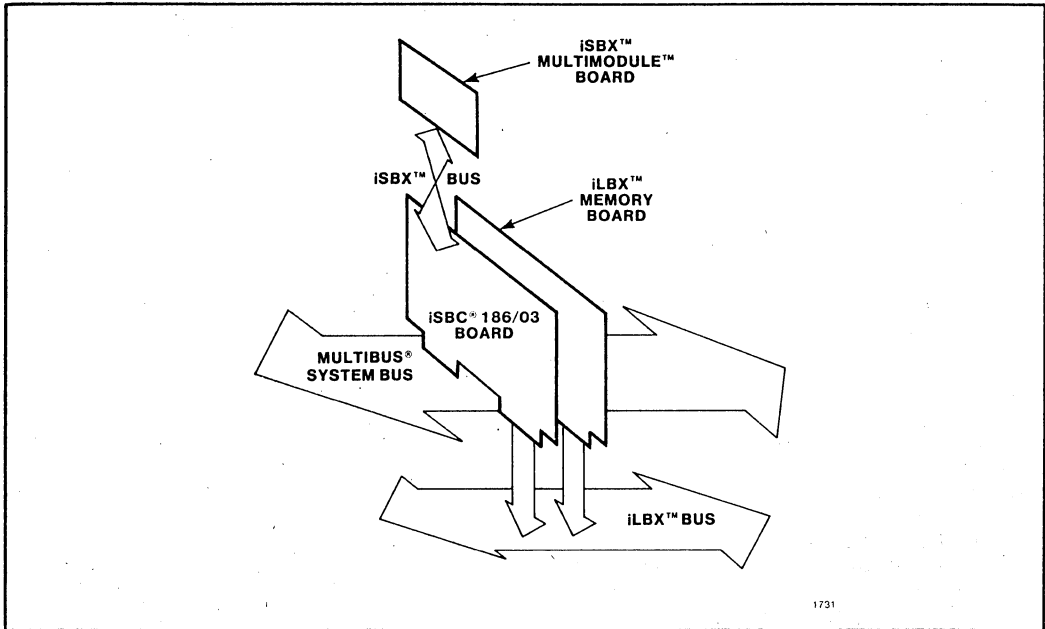 iSBX™
MULTIMODULE™
BOARD
iSBX™ BUS
iLBX™
MEMORY
BOARD
iSBC® 186/03
BOARD
MULTIBUS®
SYSTEM BUS
iLBX™ BUS
1731